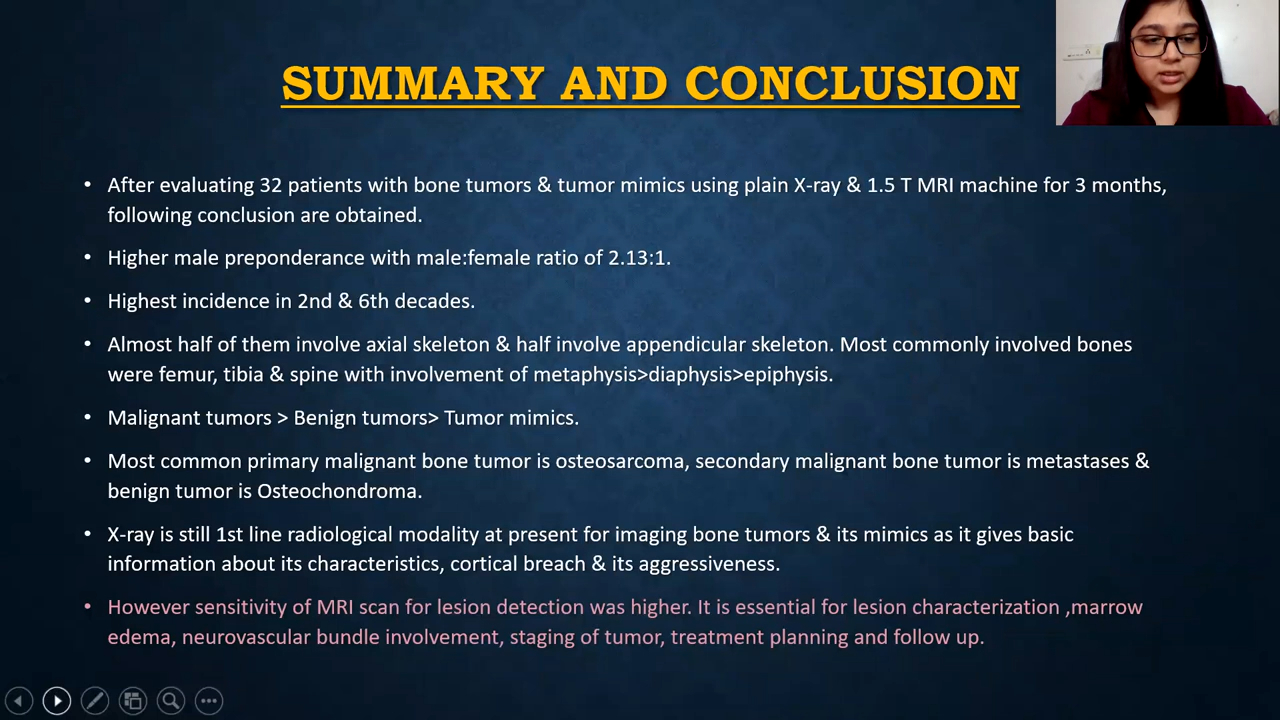 SUMMARY AND CONCLUSION
• After evaluating 32 patients with bone tumors & tumor mimics using plain X-ray & 1.5 T MRI machine for 3 months,
following conclusion are obtained.
• Higher male preponderance with male:female ratio of 2.13:1.
• Highest incidence in 2nd & 6th decades.
• Almost half of them involve axial skeleton & half involve appendicular skeleton. Most commonly involved bones
were femur, tibia & spine with involvement of metaphysis>diaphysis>epiphysis.
• Malignant tumors > Benign tumors> Tumor mimics.
• Most common primary malignant bone tumor is osteosarcoma, secondary malignant bone tumor is metastases &
benign tumor is Osteochondroma.
• X-ray is still 1st line radiological modality at present for imaging bone tumors & its mimics as it gives basic
information about its characteristics, cortical breach & its aggressiveness.
• However sensitivity of MRI scan for lesion detection was higher. It is essential for lesion characterization ,marrow
edema, neurovascular bundle involvement, staging of tumor, treatment planning and follow up.